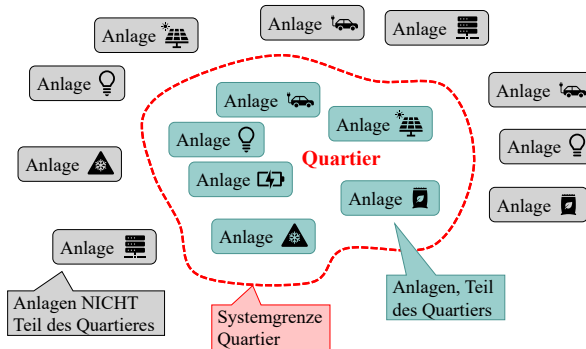 Anlage
Anlage
Anlage
Anlage
Anlage
Anlage
Anlage
Anlage
Anlage
Anlage
Quartier
Anlage
Anlage
Anlage
Anlage
Anlage
Anlage
Anlagen NICHT
Teil des Quartieres
Systemgrenze
Quartier
Anlagen, Teil
des Quartiers